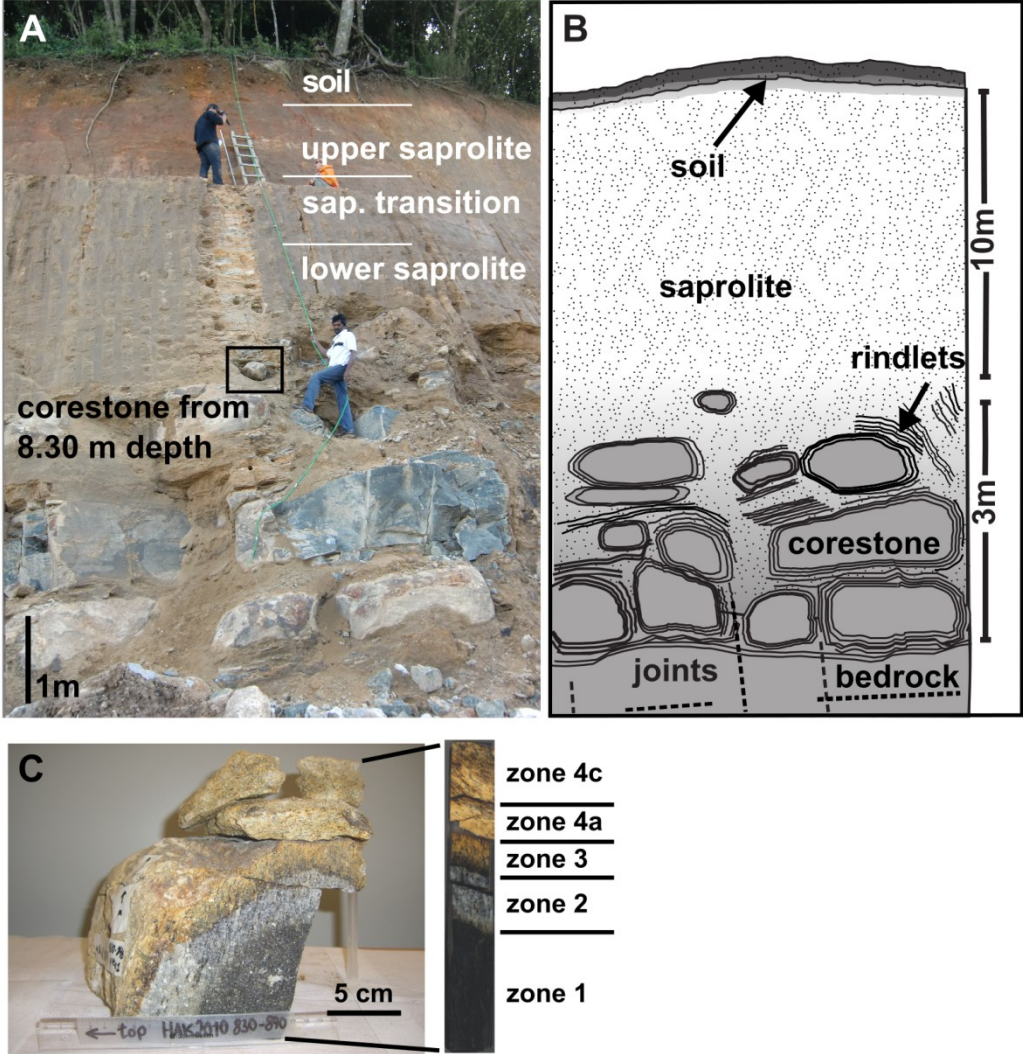 A
soil
upper saprolite
sap. transition
lower saprolite
corestone from
8.30 m depth
1m
B
soil
10m
saprolite
rindlets
3m
corestone
joints
bedrock
C
zone 4c
zone 4a
zone 3
zone 2
zone 1
5 cm
←top HAK2010 830-890